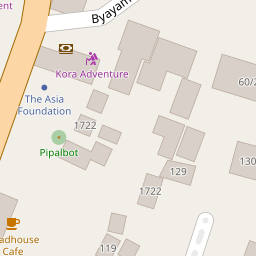 Byayam
ent
Kora Adventure
60/2
The Asia
Foundation
1722
Pipalbot
130
129
1722
adhouse
Cafe
119